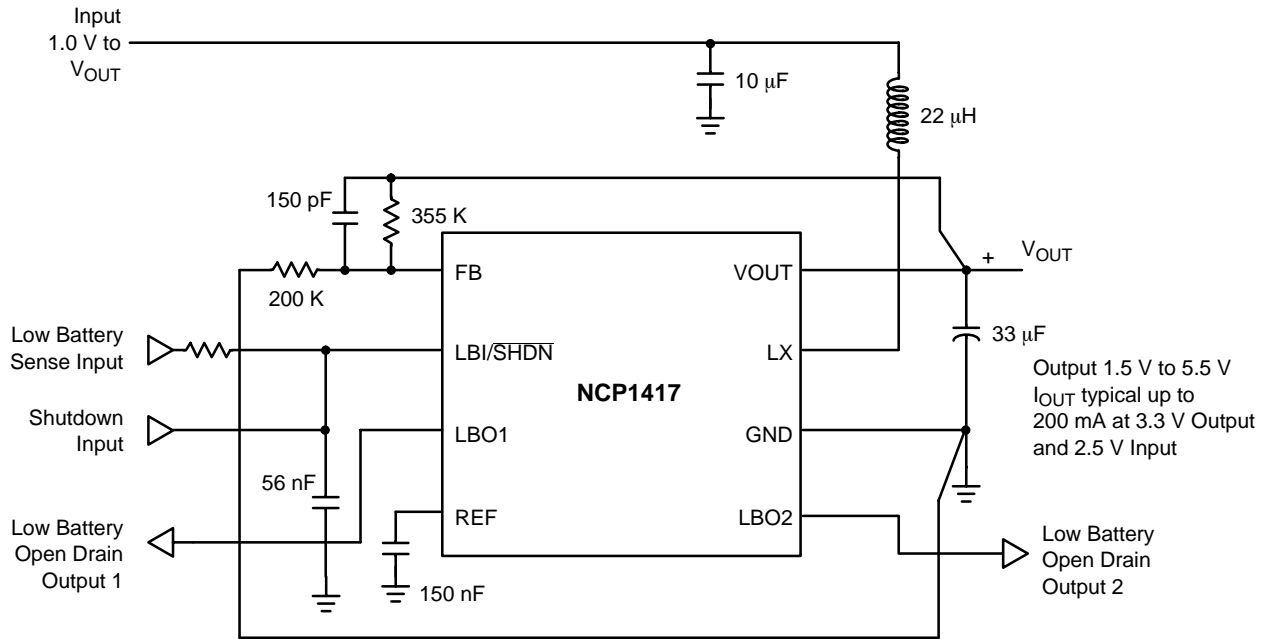 Input
1.0 V to
V_OUT
10 μF
22 μH
150 pF
355 K
200 K
FB
VOUT
+
V_OUT
Low Battery
Sense Input
LBI/SHDN
LX
33 μF
NCP1417
Output 1.5 V to 5.5 V
I_OUT typical up to
200 mA at 3.3 V Output
and 2.5 V Input
Shutdown
Input
LBO1
GND
56 nF
REF
LBO2
Low Battery
Open Drain
Output 1
150 nF
Low Battery
Open Drain
Output 2